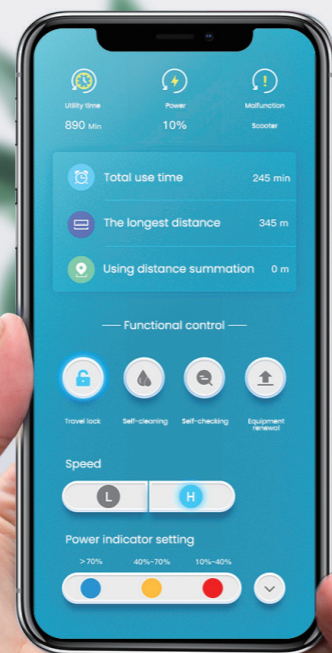 Utility time
Power
Malfunction
890 Min
10%
Scooter
Total use time 245 min
The longest distance 345 m
Using distance summation 0 m
Functional control
Travel lock
Self-cleaning
Self-checking
Equipment
renewal
Speed
L
H
Power indicator setting
>70%
40%-70%
10%-40%